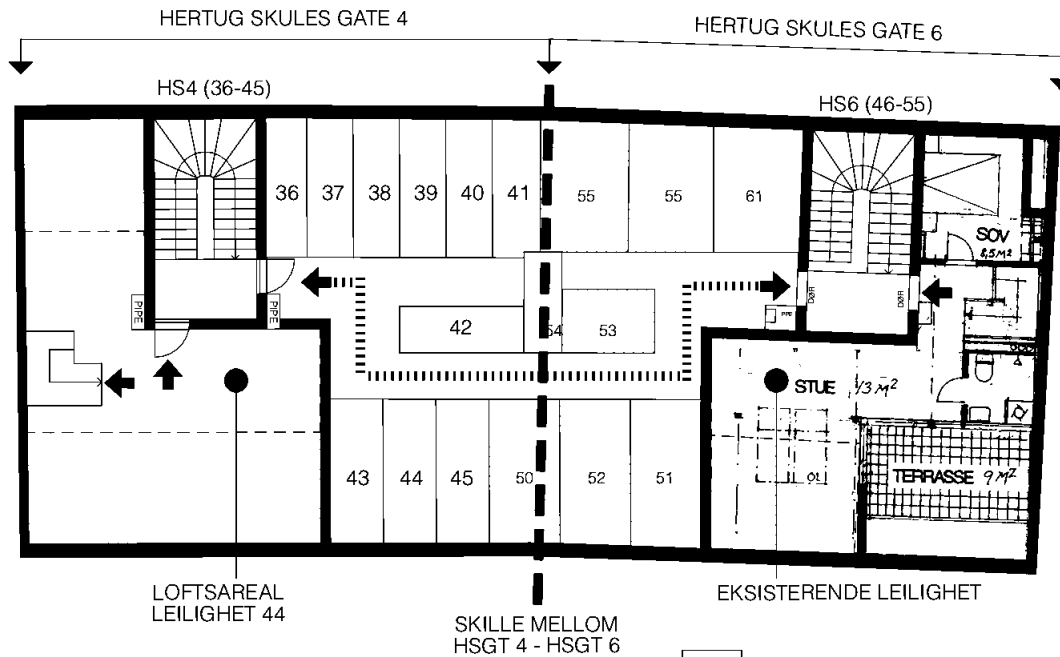 HERTUG SKULES GATE 4
HERTUG SKULES GATE 6
HS4 (36-45)
HS6 (46-55)
36 37 38 39 40 41 55 55 61
SOV
8,5 M²
PIPE
PIPE
42
54
53
DØR
DØR
PIPE
STUE 13 M²
43 44 45 50 52 51
TERRASSE 9 M²
LOFTSAREAL
LEILIGHET 44
EKSISTERENDE LEILIGHET
SKILLE MELLOM
HSGT 4 - HSGT 6